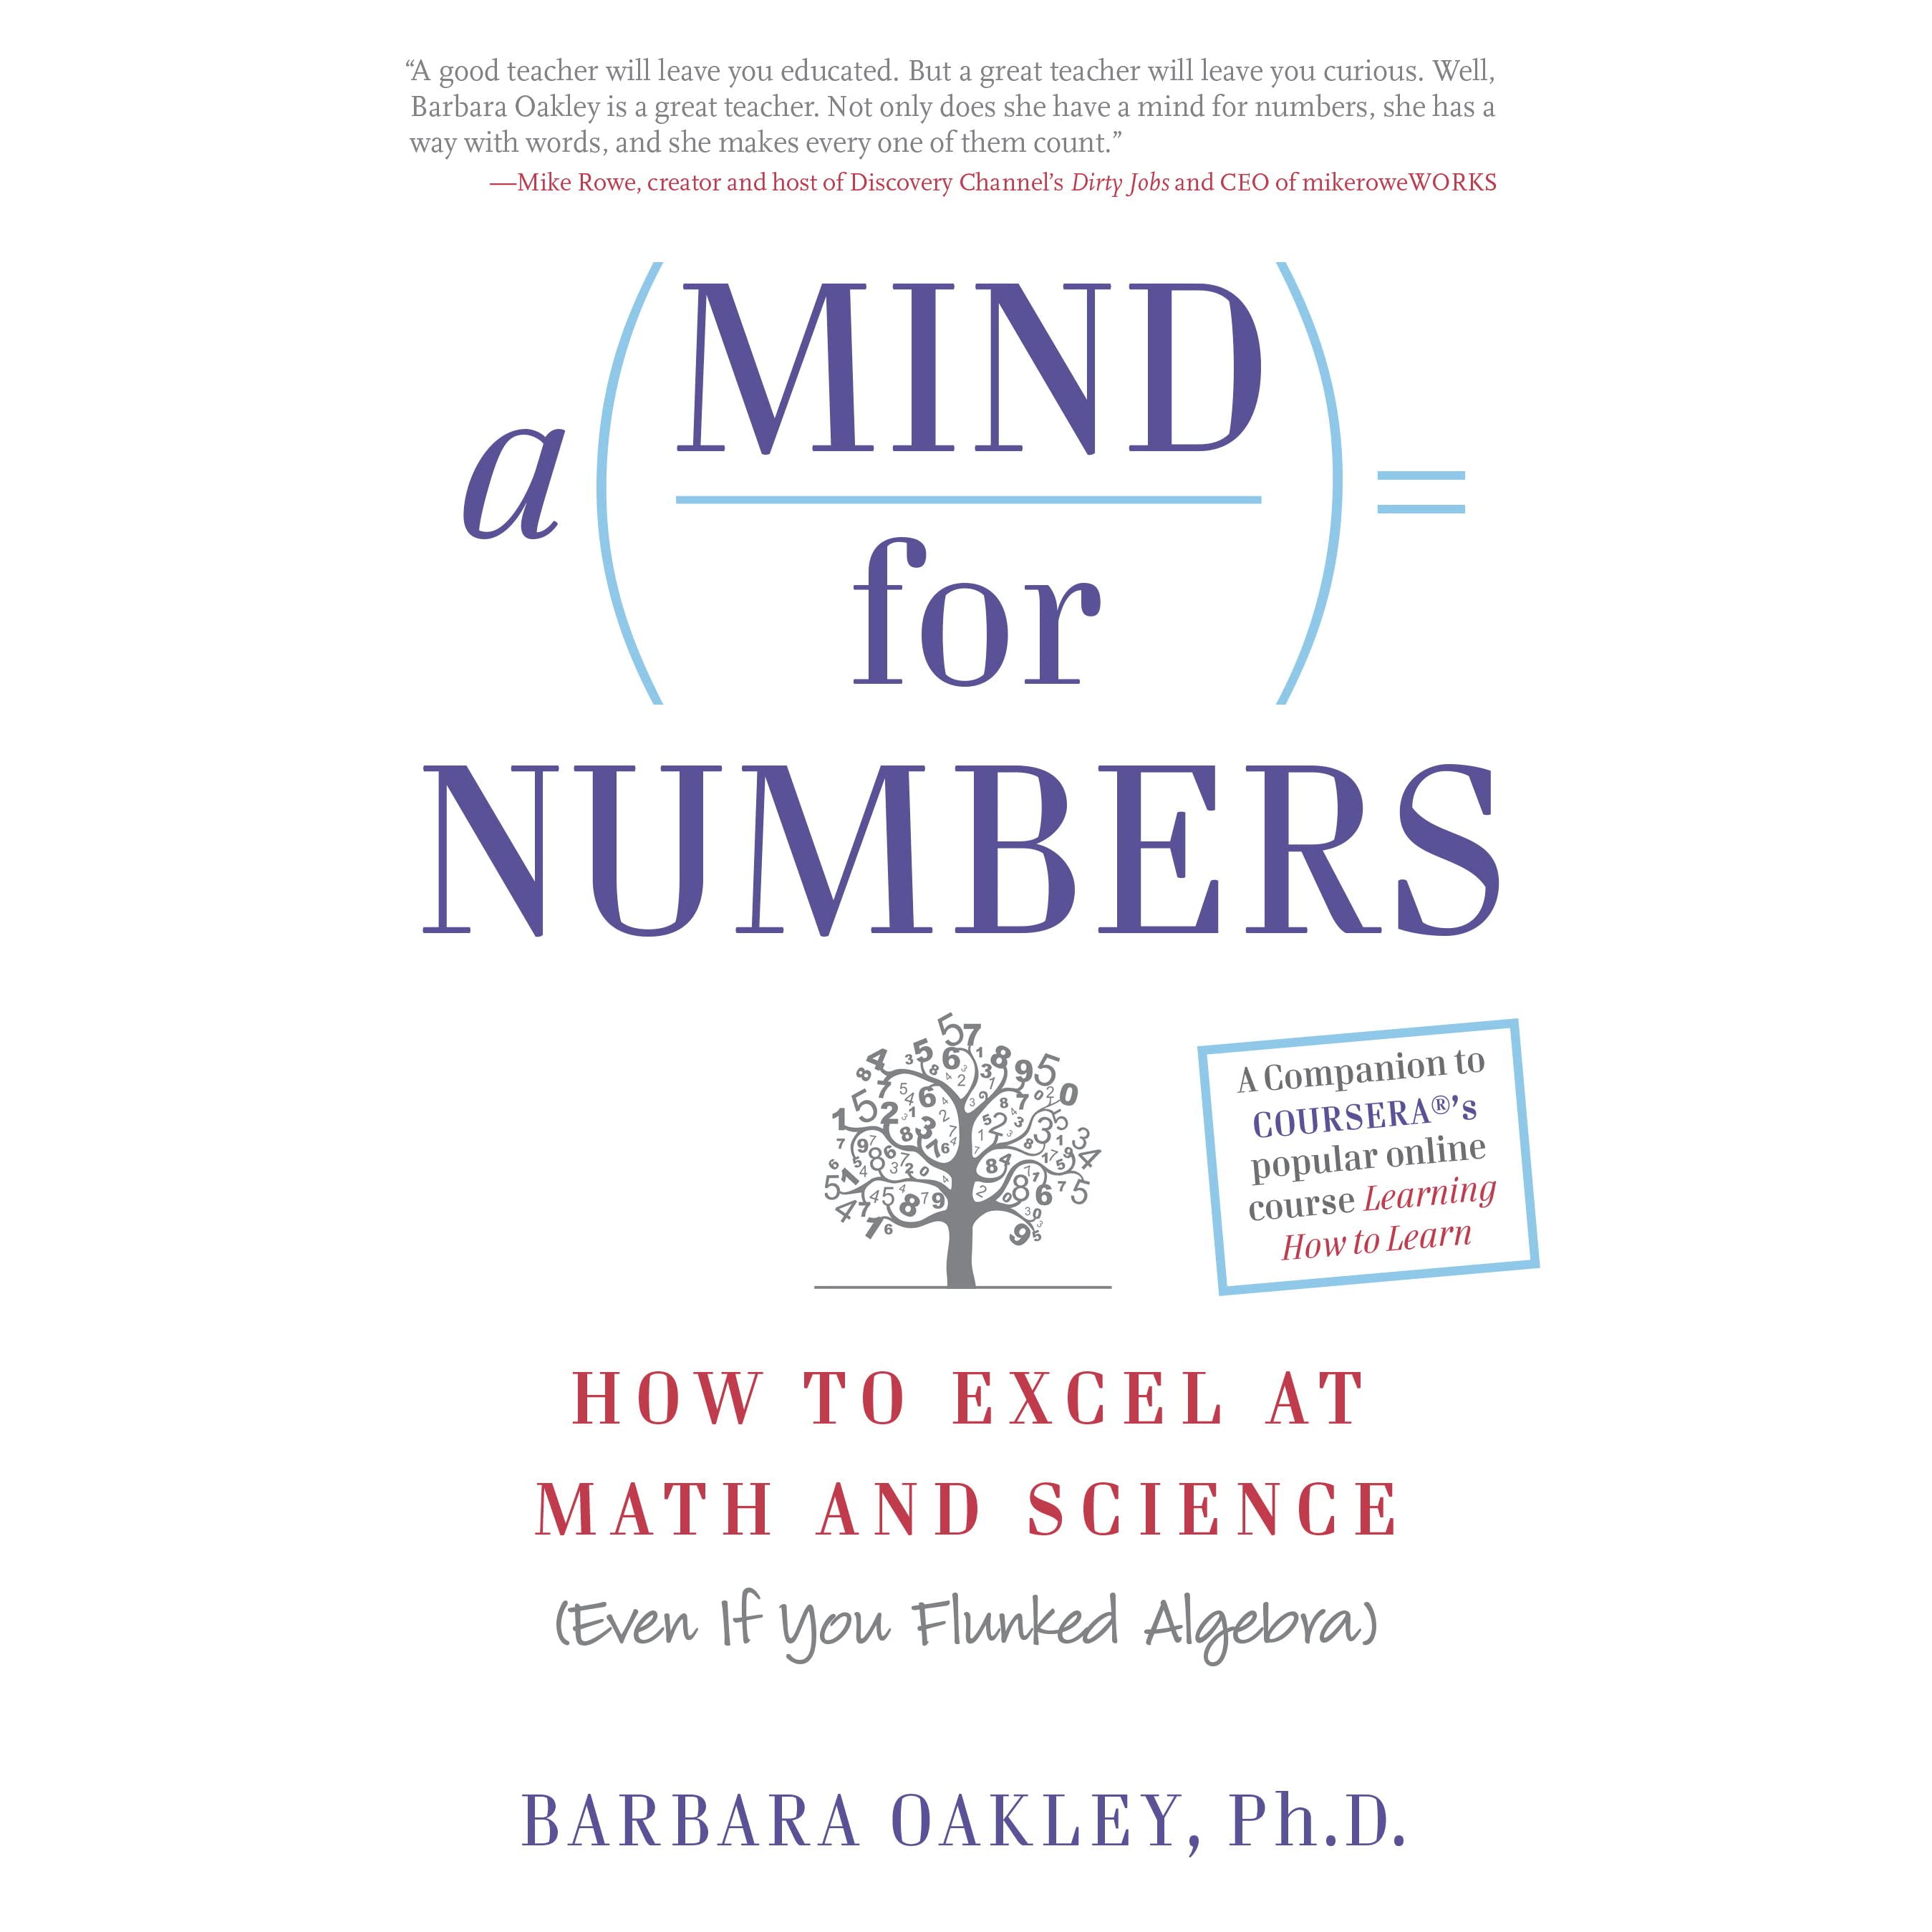 “A good teacher will leave you educated. But a great teacher will leave you curious. Well,
Barbara Oakley is a great teacher. Not only does she have a mind for numbers, she has a
way with words, and she makes every one of them count.”
—Mike Rowe, creator and host of Discovery Channel’s Dirty Jobs and CEO of mikeroweWORKS
a (MIND
for) =
NUMBERS
A Companion to
COURSERA®’s
popular online
course Learning
How to Learn
HOW TO EXCEL AT
MATH AND SCIENCE
(Even If You Flunked Algebra)
BARBARA OAKLEY, Ph.D.